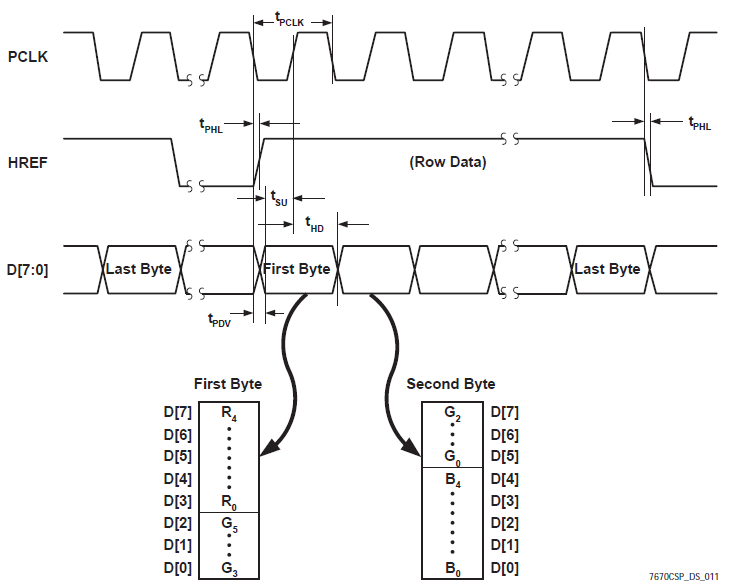 tPCLK
PCLK
tPHL
tPHL
HREF
(Row Data)
tSU
tHD
D[7:0]
Last Byte
First Byte
Last Byte
tPDV
First Byte
Second Byte
D[7] R4
G2 D[7]
D[6]
D[6]
D[5]
G0 D[5]
D[4]
B4 D[4]
D[3] R0
D[3]
D[2] G5
D[2]
D[1]
D[1]
D[0] G3
B0 D[0]
7670CSP_DS_011